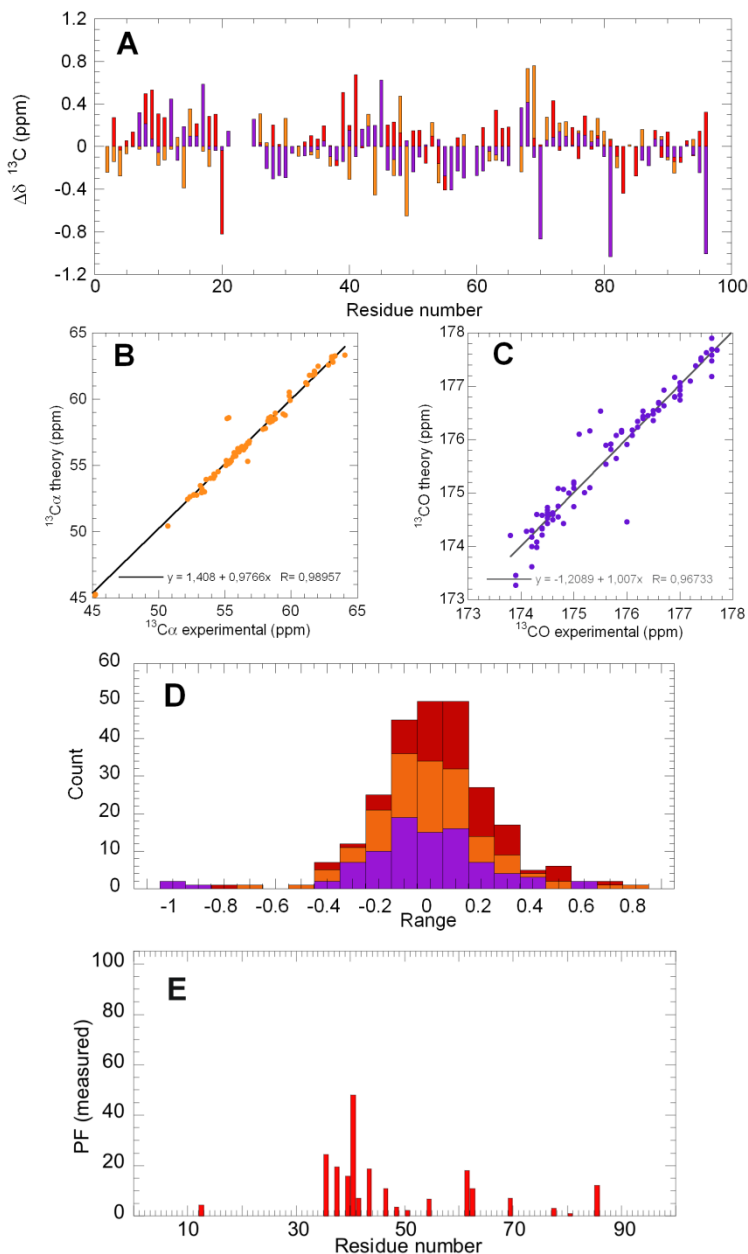 A
Δδ ¹³C (ppm)
1.2
0.8
0.4
0
-0.4
-0.8
1.2
0 20 40 60 80 100
Residue number
B
¹³Cα theory (ppm)
65
60
55
50
45
y = 1,408 + 0,9766x R= 0,98957
45 50 55 60 65
¹³Cα experimental (ppm)
C
¹³CO theory (ppm)
178
177
176
175
174
173
y = -1,2089 + 1,007x R= 0,96733
173 174 175 176 177 178
¹³CO experimental (ppm)
D
Count
60
50
40
30
20
10
0
-1 -0.8 -0.6 -0.4 -0.2 0 0.2 0.4 0.6 0.8
Range
E
PF (measured)
100
80
60
40
20
0
10 30 50 70 90
Residue number